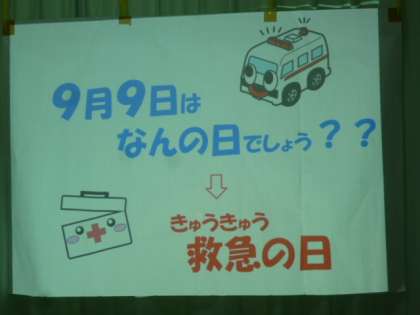 9月9日は
なんの日でしょう？？
⇩
きゅうきゅう
救急の日